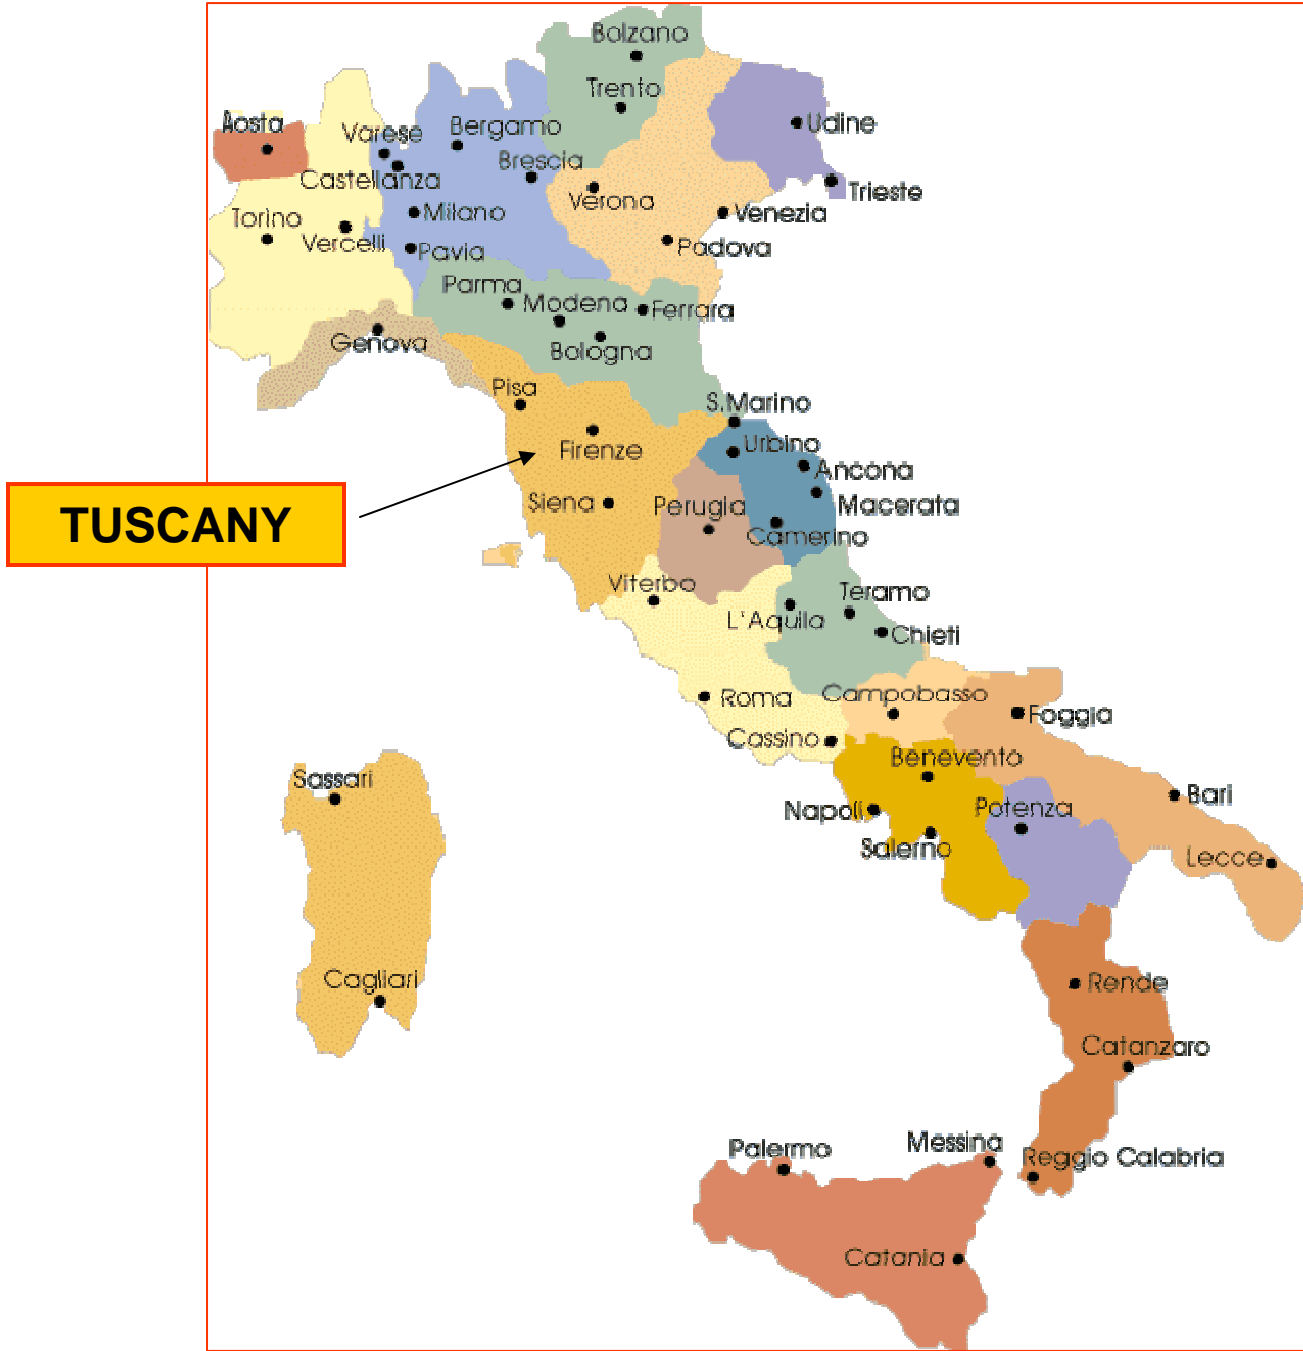 Bolzano
Trento
Aosta
Varese
Bergamo
Udine
Castellanza
Brescia
Verona
Trieste
Torino
Vercelli
Milano
Venezia
Pavia
Padova
Parma
Modena
Ferrara
Genova
Bologna
Pisa
S.Marino
Firenze
Urbino
Ancona
TUSCANY
Siena
Perugia
Macerata
Camerino
Viterbo
L'Aquila
Teramo
Chieti
Roma
Campobasso
Foggia
Cassino
Benevento
Sassari
Napoli
Potenza
Bari
Salerno
Lecce
Cagliari
Rende
Catanzaro
Palermo
Messina
Reggio Calabria
Catania